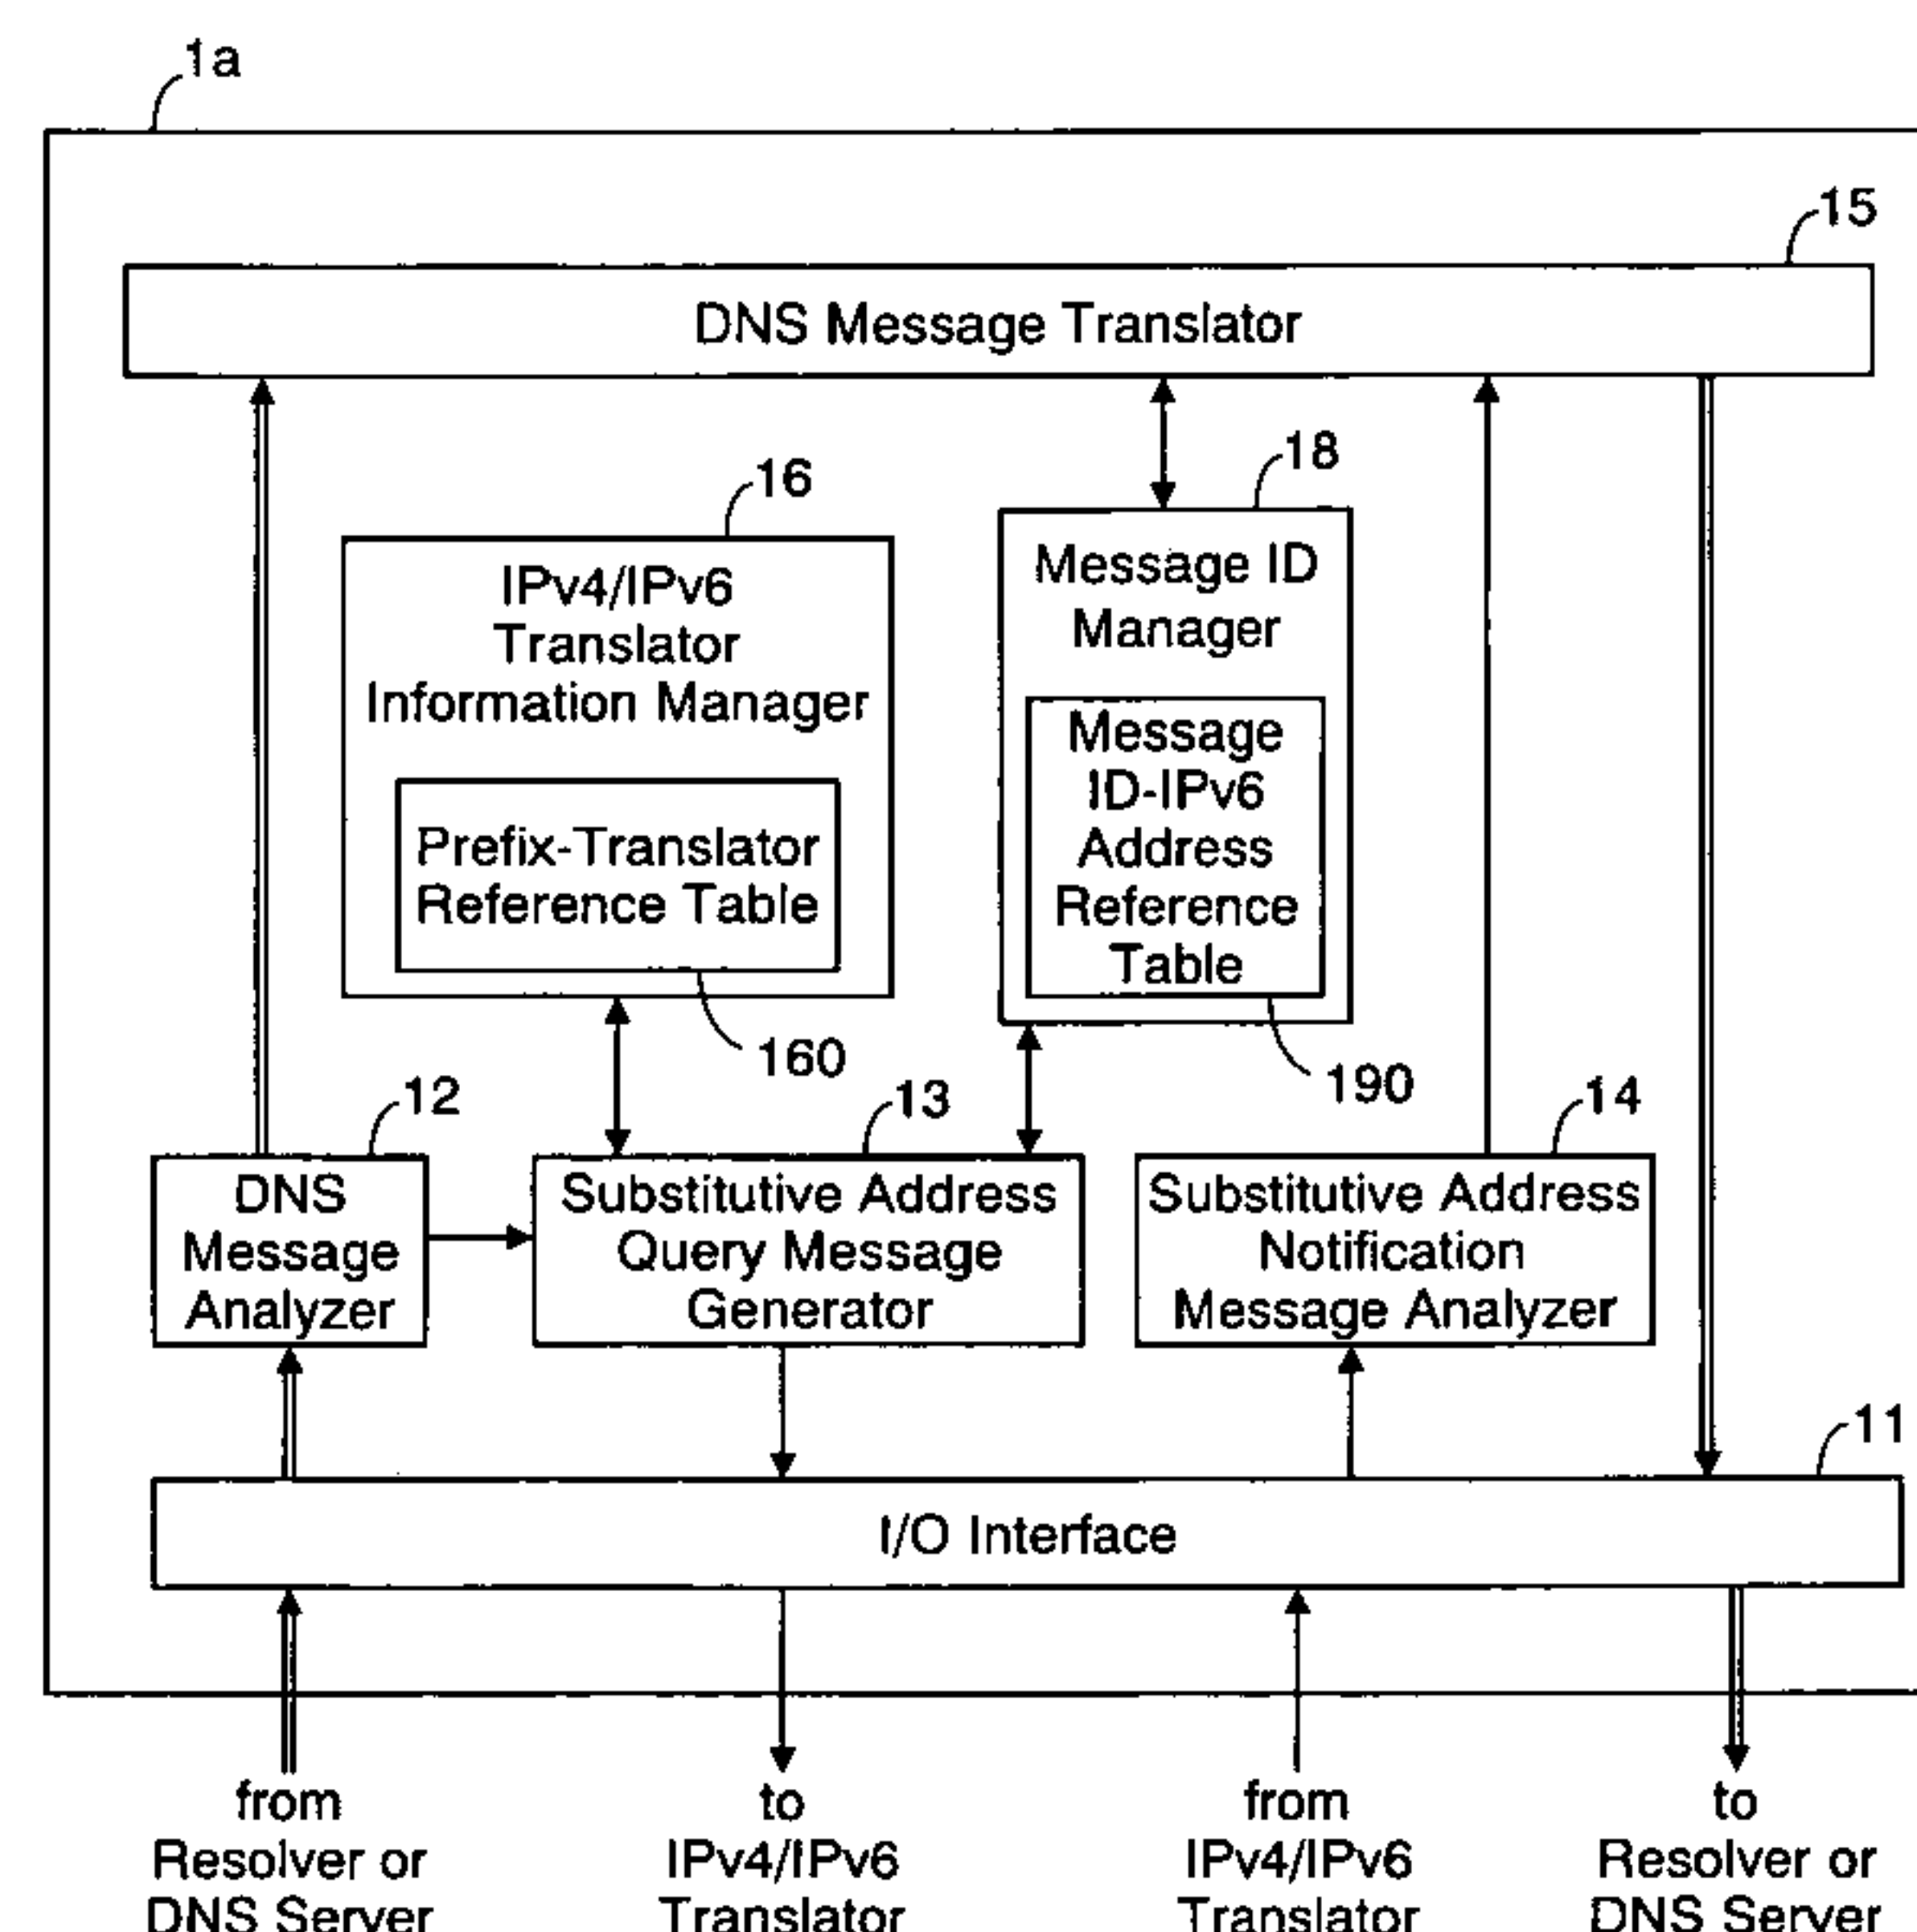 1a
15
DNS Message Translator
16
18
IPv4/IPv6
Translator
Information Manager
Message ID
Manager
Prefix-Translator
Reference Table
Message
ID-IPv6
Address
Reference
Table
160
190
12
13
14
DNS
Message
Analyzer
Substitutive Address
Query Message
Generator
Substitutive Address
Notification
Message Analyzer
11
I/O Interface
from
Resolver or
DNS Server
to
IPv4/IPv6
Translator
from
IPv4/IPv6
Translator
to
Resolver or
DNS Server